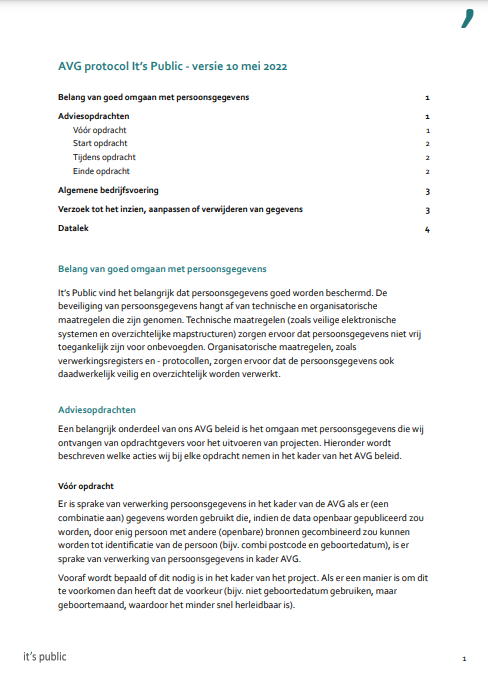 AVG protocol It's Public - versie 10 mei 2022
Belang van goed omgaan met persoonsgegevens 1
Adviesopdrachten 1
Vóór opdracht 1
Start opdracht 2
Tijdens opdracht 2
Einde opdracht 2
Algemene bedrijfsvoering 3
Verzoek tot het inzien, aanpassen of verwijderen van gegevens 3
Datalek 4
Belang van goed omgaan met persoonsgegevens
It's Public vind het belangrijk dat persoonsgegevens goed worden beschermd. De
beveiliging van persoonsgegevens hangt af van technische en organisatorische
maatregelen die zijn genomen. Technische maatregelen (zoals veilige elektronische
systemen en overzichtelijke mapstructuren) zorgen ervoor dat persoonsgegevens niet vrij
toegankelijk zijn voor onbevoegden. Organisatorische maatregelen, zoals
verwerkingsregisters en - protocollen, zorgen ervoor dat de persoonsgegevens ook
daadwerkelijk veilig en overzichtelijk worden verwerkt.
Adviesopdrachten
Een belangrijk onderdeel van ons AVG beleid is het omgaan met persoonsgegevens die wij
ontvangen van opdrachtgevers voor het uitvoeren van projecten. Hieronder wordt
beschreven welke acties wij bij elke opdracht nemen in het kader van het AVG beleid.
Vóór opdracht
Er is sprake van verwerking persoonsgegevens in het kader van de AVG als er (een
combinatie aan) gegevens worden gebruikt die, indien de data openbaar gepubliceerd zou
worden, door enig persoon met andere (openbare) bronnen gecombineerd zou kunnen
worden tot identificatie van de persoon (bijv. combi postcode en geboortedatum), is er
sprake van verwerking van persoonsgegevens in kader AVG.
Vooraf wordt bepaald of dit nodig is in het kader van het project. Als er een manier is om dit
te voorkomen dan heeft dat de voorkeur (bijv. niet geboortedatum gebruiken, maar
geboortemaand, waardoor het minder snel herleidbaar is).
it's public 1